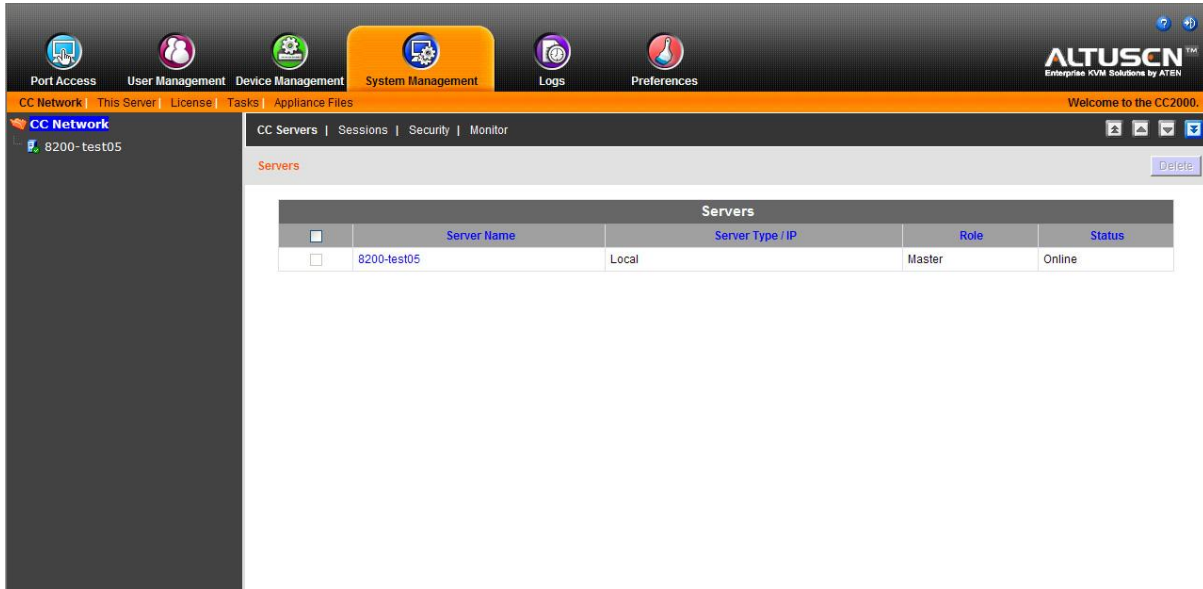 Port Access User Management Device Management System Management Logs Preferences
ALTUSEN™
Enterprise KVM Solutions by ATEN
CC Network | This Server | License | Tasks | Appliance Files
Welcome to the CC2000.
CC Network
8200-test05
CC Servers | Sessions | Security | Monitor
Servers
Delete
Servers
Server Name Server Type / IP Role Status
8200-test05 Local Master Online